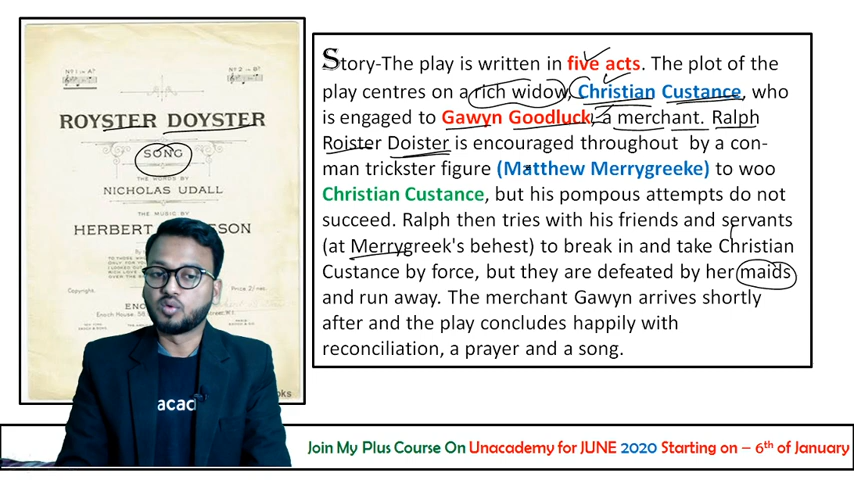 Nº 1 in A♭
Nº 2 in B♭
ROYSTER DOYSTER
SONG
THE WORDS BY
NICHOLAS UDALL
THE MUSIC BY
HERBERT
SON
Copyright.
Price 2/- net.
ENO
Enoch House, 58
acad
oks
Story-The play is written in five acts. The plot of the
play centres on a rich widow, Christian Custance, who
is engaged to Gawyn Goodluck, a merchant. Ralph
Roister Doister is encouraged throughout by a con-
man trickster figure (Matthew Merrygreeke) to woo
Christian Custance, but his pompous attempts do not
succeed. Ralph then tries with his friends and servants
(at Merrygreek's behest) to break in and take Christian
Custance by force, but they are defeated by her maids
and run away. The merchant Gawyn arrives shortly
after and the play concludes happily with
reconciliation, a prayer and a song.
Join My Plus Course On Unacademy for JUNE 2020 Starting on – 6th of January